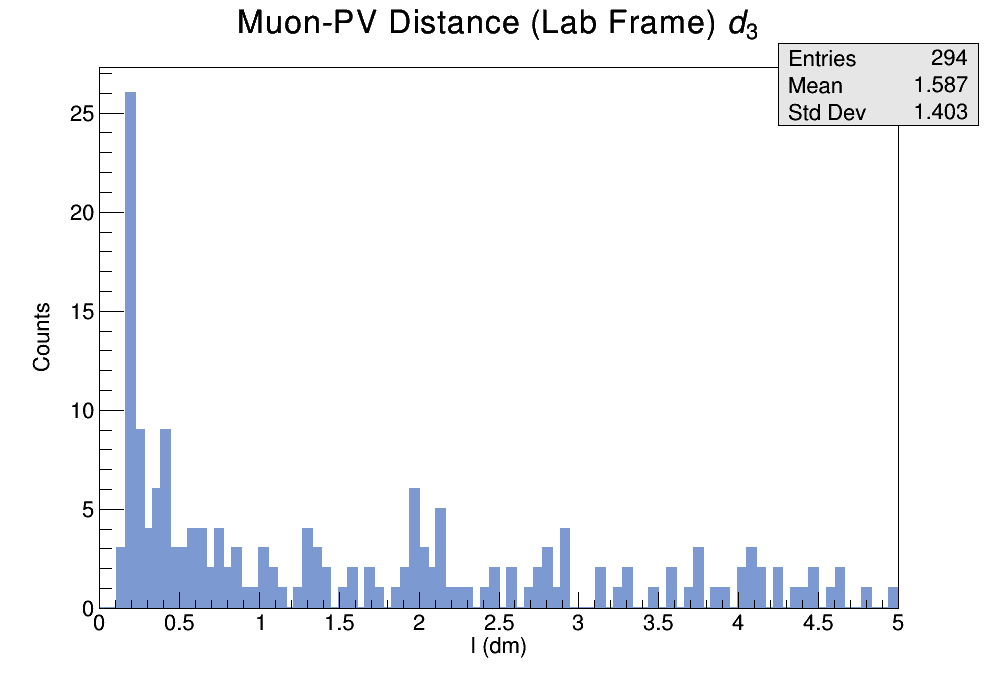 Muon-PV Distance (Lab Frame) d₃
Entries 294
Mean 1.587
Std Dev 1.403
Counts
25
20
15
10
5
0
0 0.5 1 1.5 2 2.5 3 3.5 4 4.5 5
l (dm)